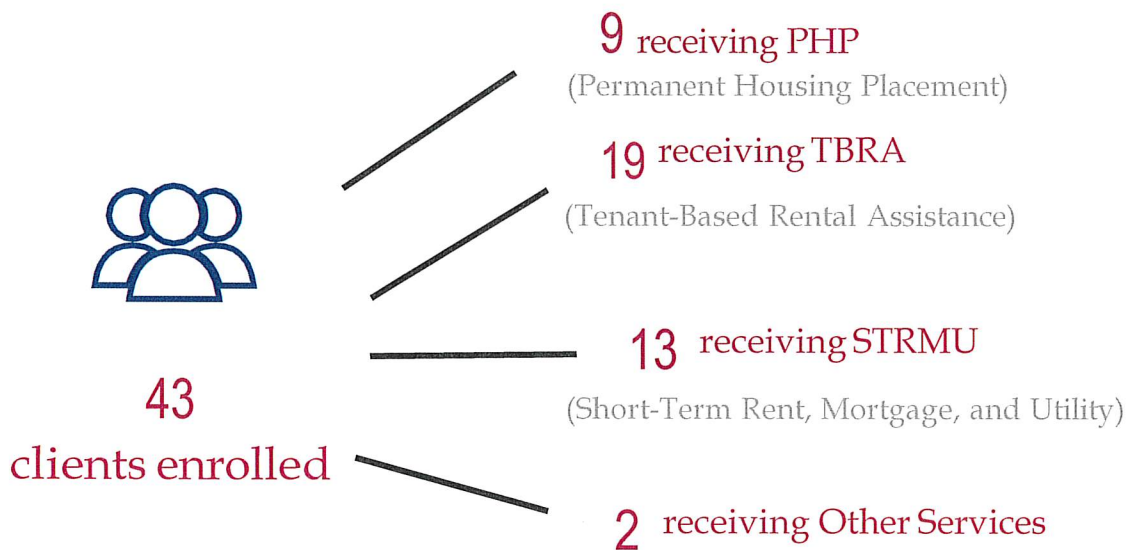 9 receiving PHP
(Permanent Housing Placement)
19 receiving TBRA
(Tenant-Based Rental Assistance)
43
clients enrolled
13 receiving STRMU
(Short-Term Rent, Mortgage, and Utility)
2 receiving Other Services